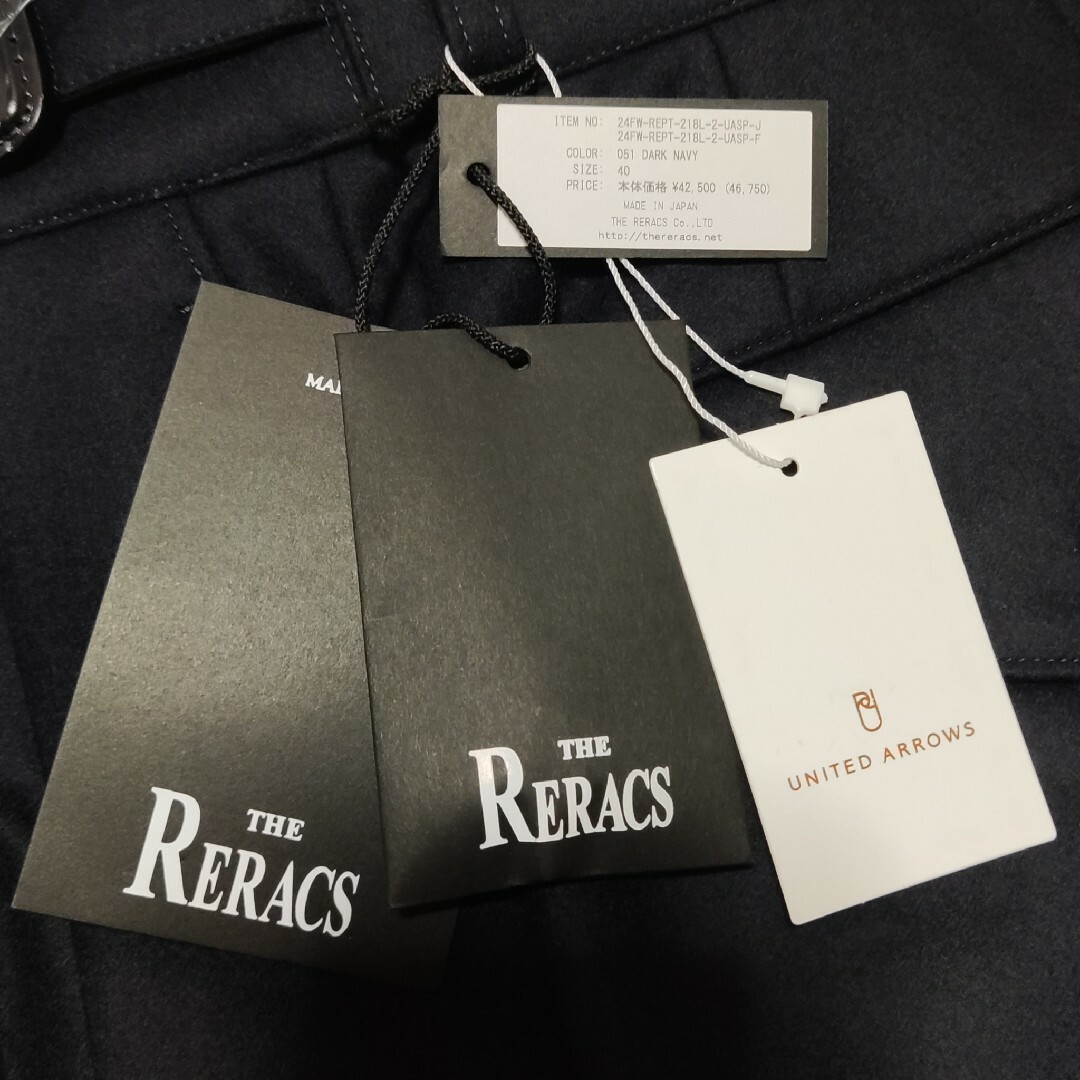 ITEM NO: 24FW-REPT-218L-2-UASP-J
24FW-REPT-218L-2-UASP-F
COLOR: 051 DARK NAVY
SIZE: 40
PRICE: 本体価格 ¥42,500 (46,750)
MADE IN JAPAN
THE RERACS Co.,LTD
http://thereracs.net
THE
RERACS
THE
RERACS
UNITED ARROWS